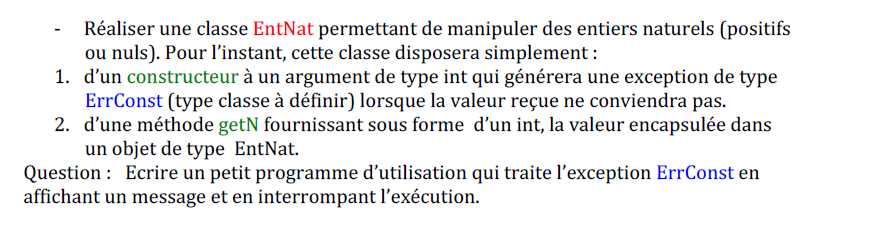 - Réaliser une classe EntNat permettant de manipuler des entiers naturels (positifs
ou nuls). Pour l'instant, cette classe disposera simplement :
1. d'un constructeur à un argument de type int qui générera une exception de type
ErrConst (type classe à définir) lorsque la valeur reçue ne conviendra pas.
2. d'une méthode getN fournissant sous forme d'un int, la valeur encapsulée dans
un objet de type EntNat.
Question : Ecrire un petit programme d'utilisation qui traite l'exception ErrConst en
affichant un message et en interrompant l'exécution.